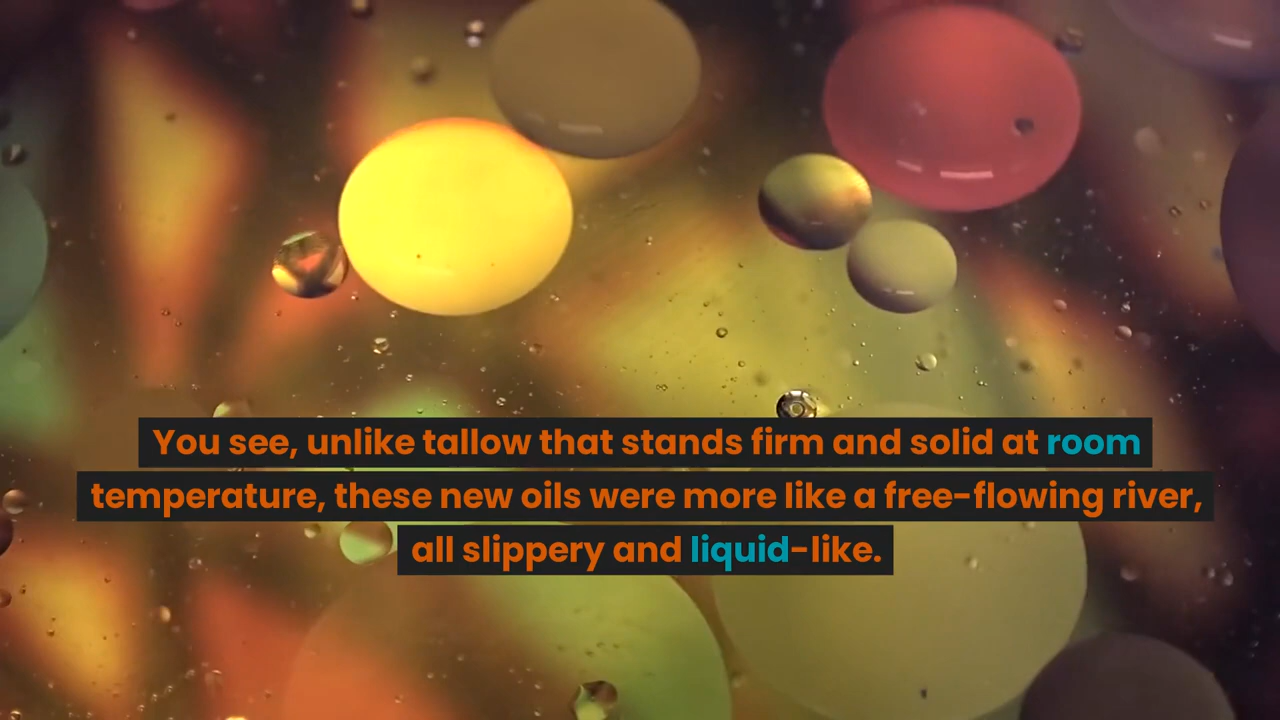 You see, unlike tallow that stands firm and solid at room
temperature, these new oils were more like a free-flowing river,
all slippery and liquid-like.